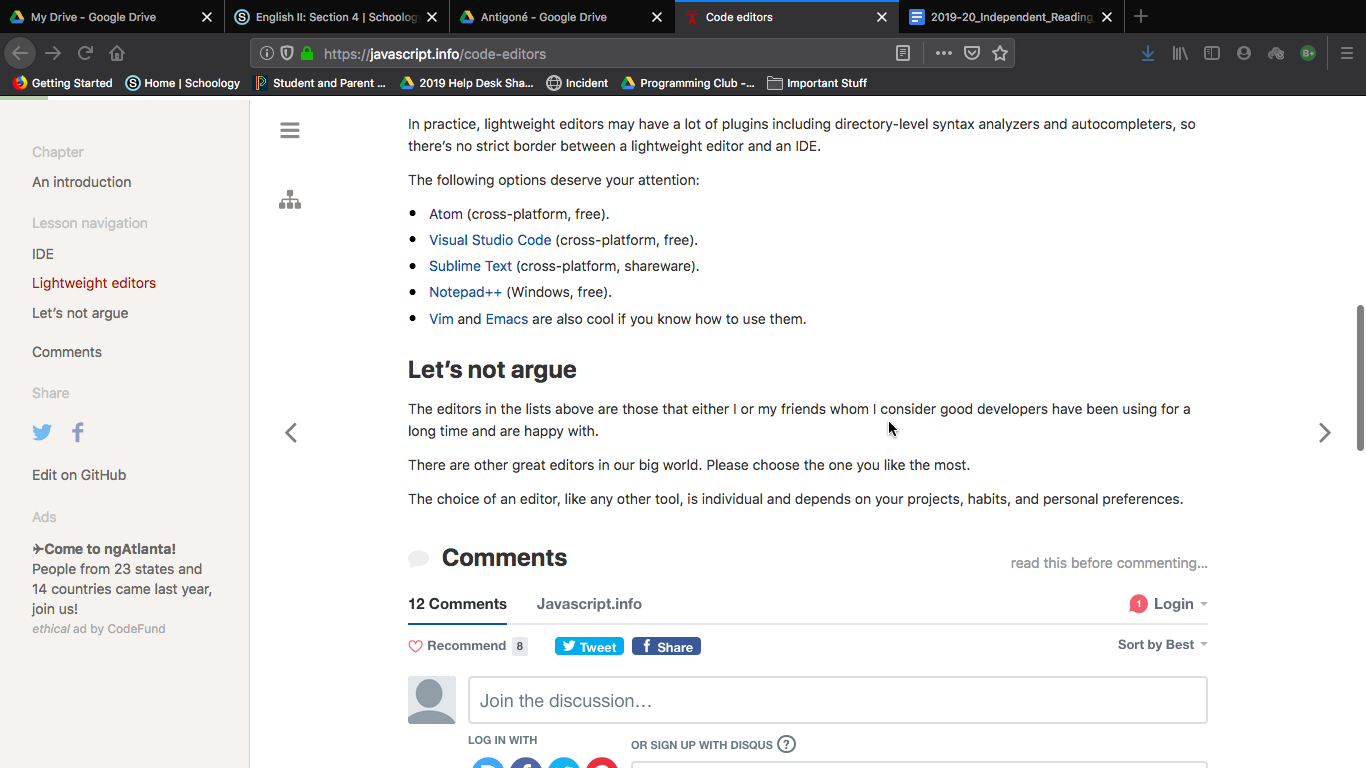 My Drive - Google Drive
English II: Section 4 | Schoology
Antigoné - Google Drive
Code editors
2019-20_Independent_Reading
https://javascript.info/code-editors
Getting Started
Home | Schoology
Student and Parent ...
2019 Help Desk Sha...
Incident
Programming Club -...
Important Stuff
B+
Chapter
An introduction
Lesson navigation
IDE
Lightweight editors
Let's not argue
Comments
Share
Edit on GitHub
Ads
✈Come to ngAtlanta!
People from 23 states and
14 countries came last year,
join us!
ethical ad by CodeFund
In practice, lightweight editors may have a lot of plugins including directory-level syntax analyzers and autocompleters, so
there's no strict border between a lightweight editor and an IDE.
The following options deserve your attention:
• Atom (cross-platform, free).
• Visual Studio Code (cross-platform, free).
• Sublime Text (cross-platform, shareware).
• Notepad++ (Windows, free).
• Vim and Emacs are also cool if you know how to use them.
Let's not argue
The editors in the lists above are those that either I or my friends whom I consider good developers have been using for a
long time and are happy with.
There are other great editors in our big world. Please choose the one you like the most.
The choice of an editor, like any other tool, is individual and depends on your projects, habits, and personal preferences.
Comments
read this before commenting...
12 Comments
Javascript.info
1 Login
Recommend 8
Tweet
f Share
Sort by Best
Join the discussion...
LOG IN WITH
OR SIGN UP WITH DISQUS ?